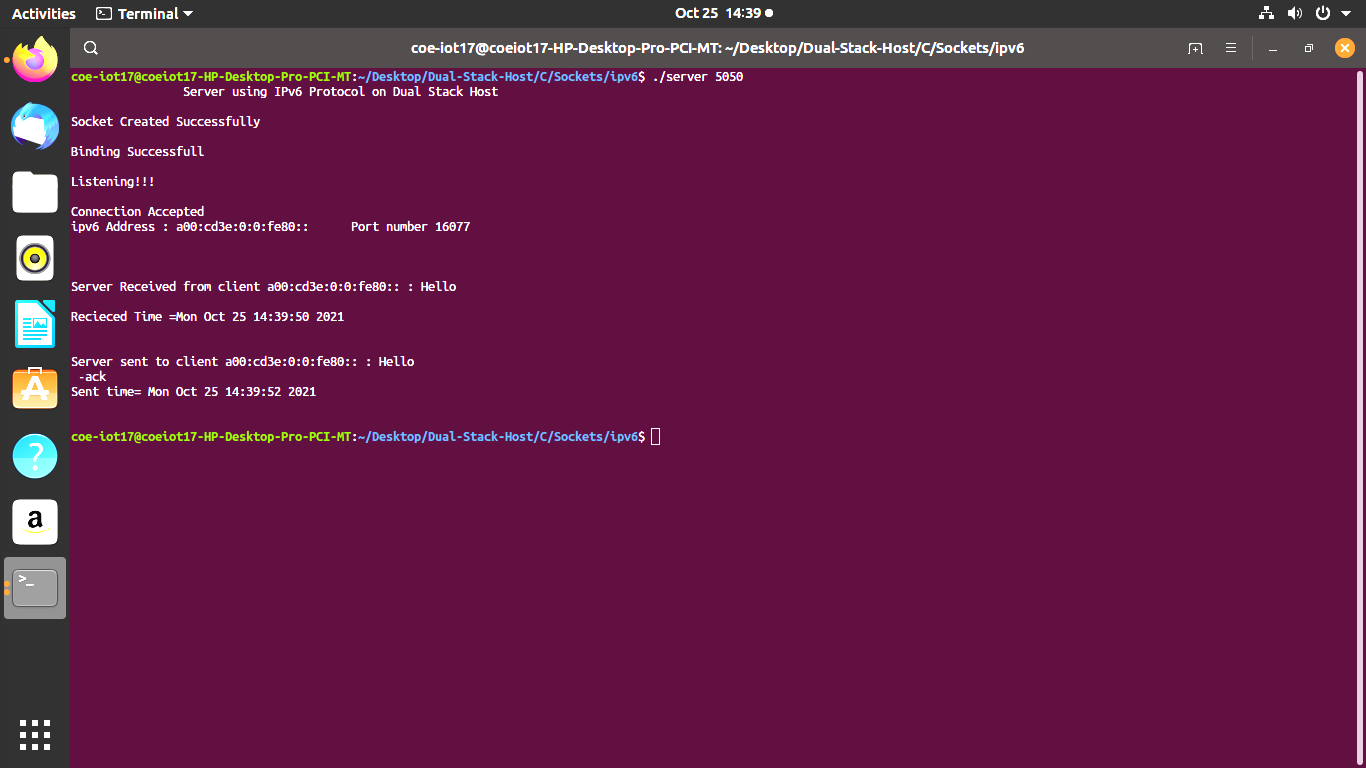 Activities Terminal Oct 25 14:39
coe-iot17@coeiot17-HP-Desktop-Pro-PCI-MT: ~/Desktop/Dual-Stack-Host/C/Sockets/ipv6
coe-iot17@coeiot17-HP-Desktop-Pro-PCI-MT:~/Desktop/Dual-Stack-Host/C/Sockets/ipv6$ ./server 5050
Server using IPv6 Protocol on Dual Stack Host
Socket Created Successfully
Binding Successfull
Listening!!!
Connection Accepted
ipv6 Address : a00:cd3e:0:0:fe80:: Port number 16077
Server Received from client a00:cd3e:0:0:fe80:: : Hello
Recieced Time =Mon Oct 25 14:39:50 2021
Server sent to client a00:cd3e:0:0:fe80:: : Hello
-ack
Sent time= Mon Oct 25 14:39:52 2021
coe-iot17@coeiot17-HP-Desktop-Pro-PCI-MT:~/Desktop/Dual-Stack-Host/C/Sockets/ipv6$